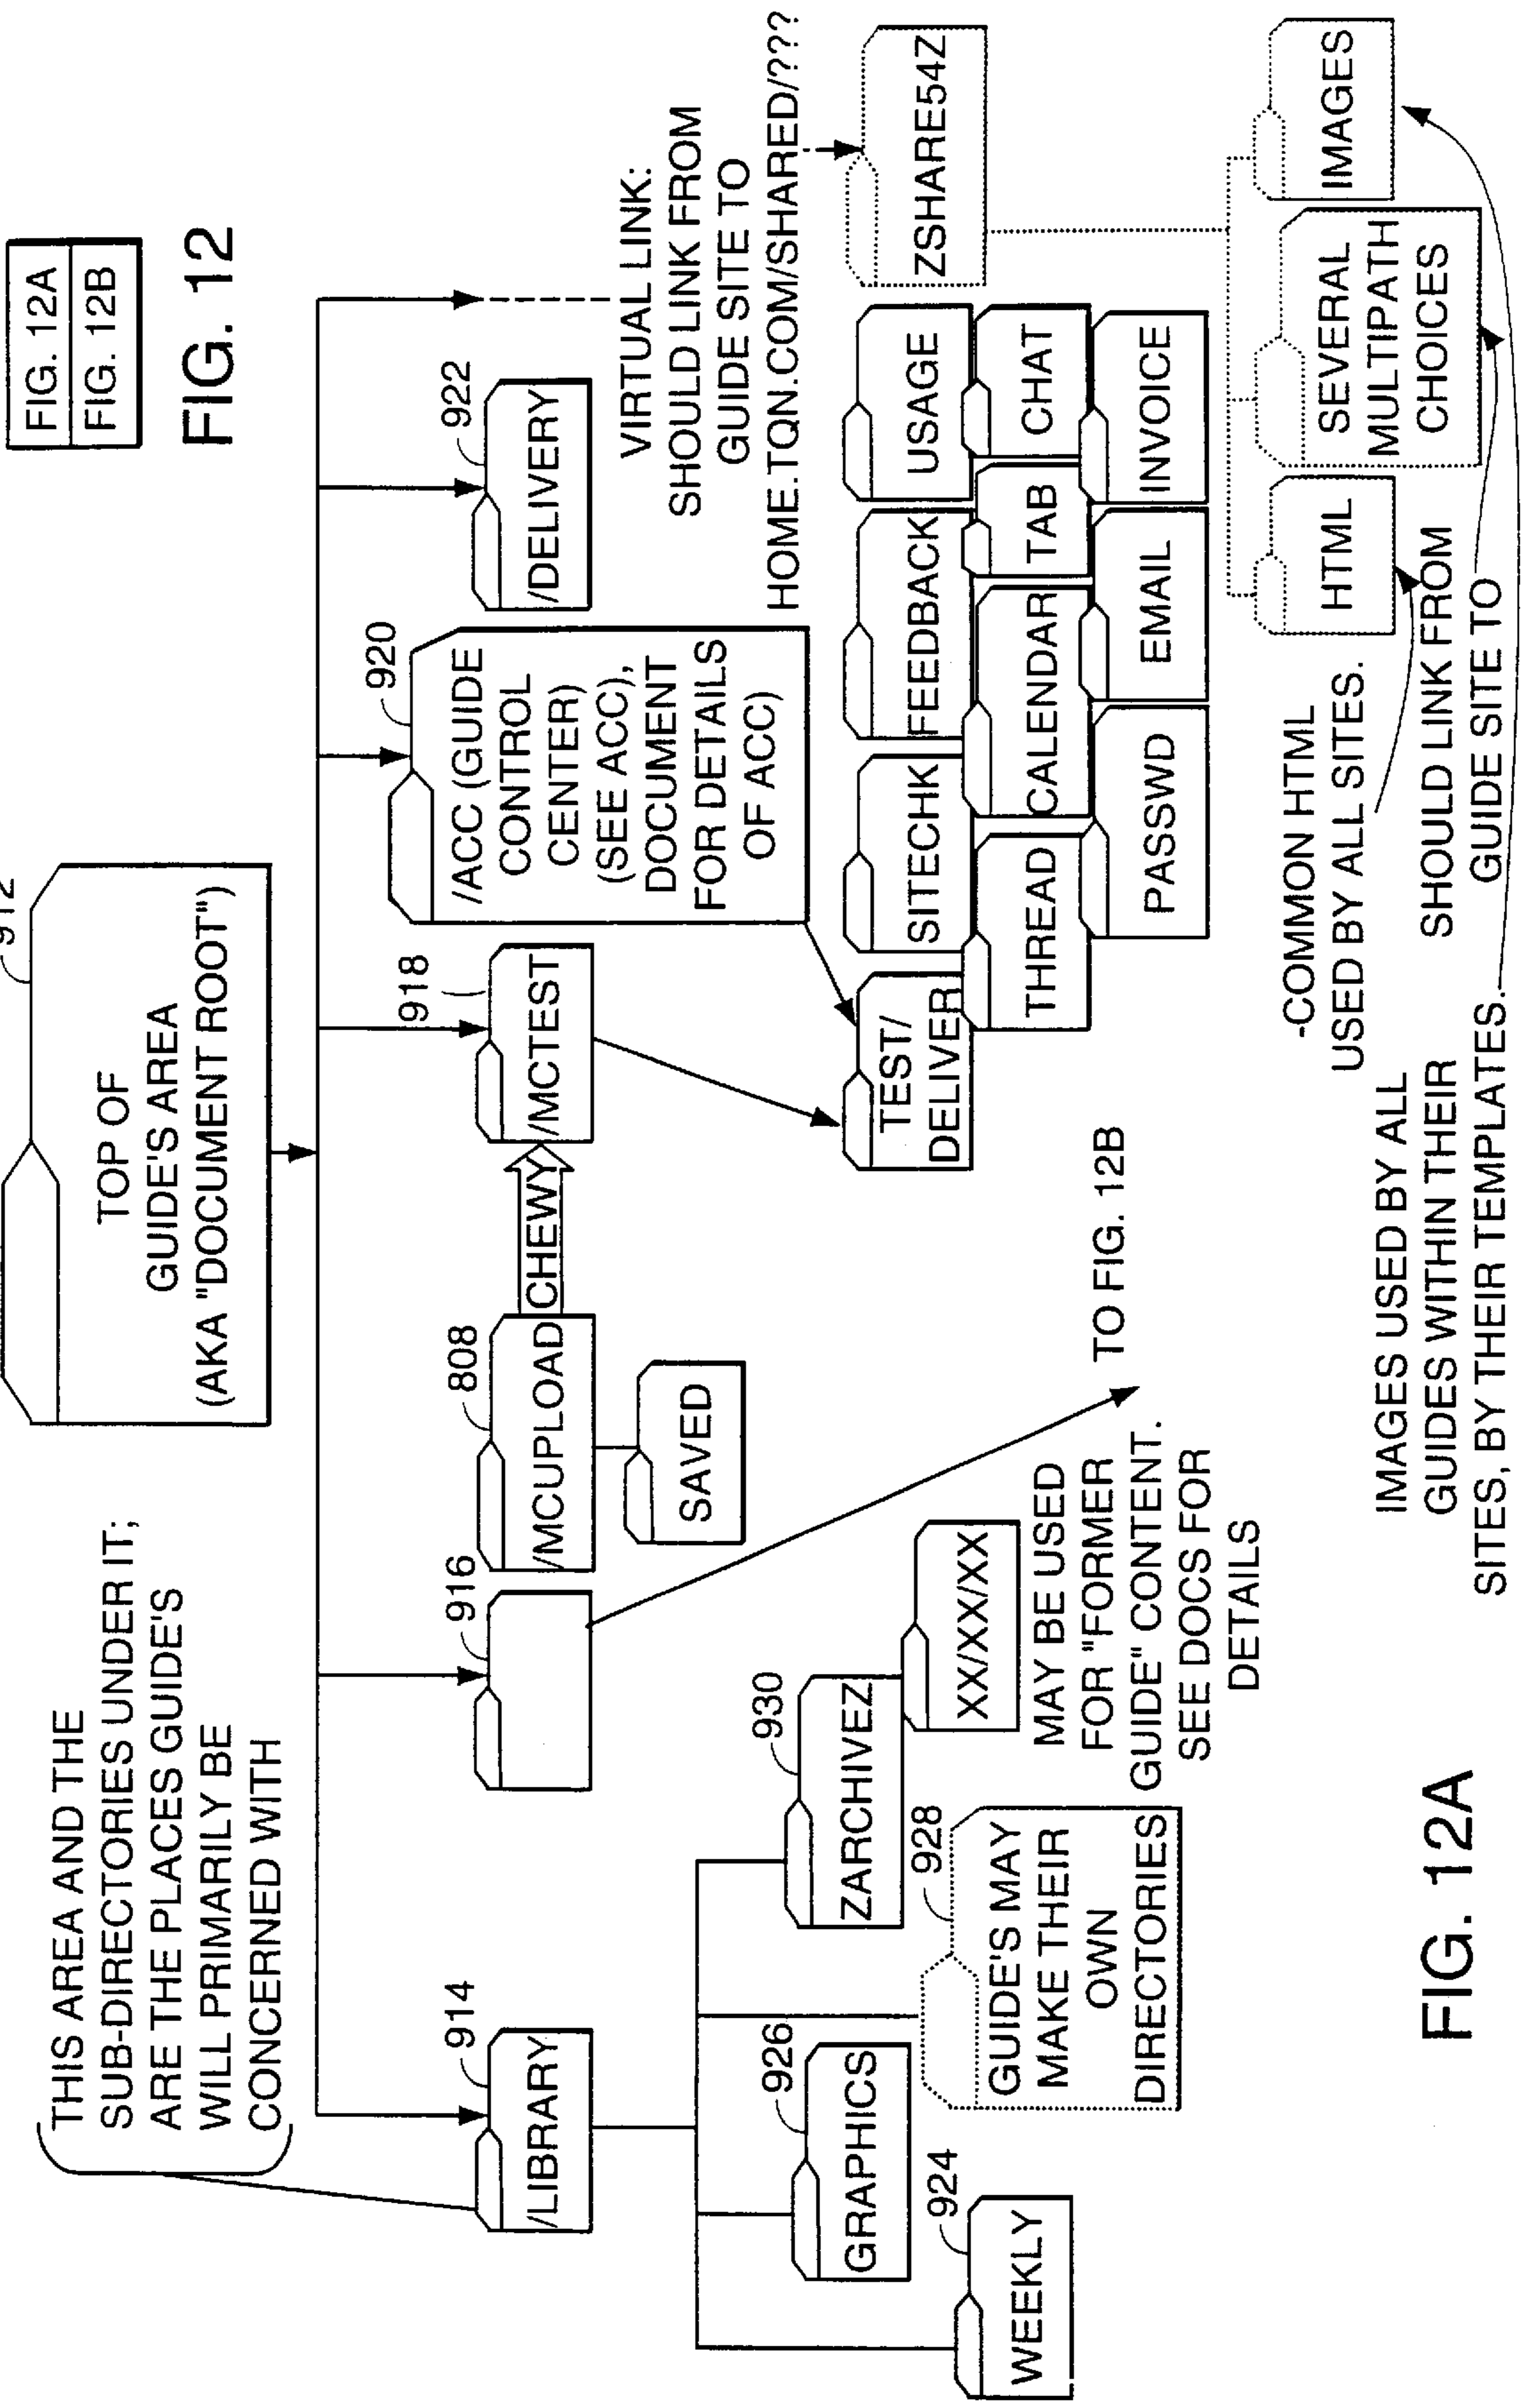 FIG. 12A
FIG. 12B
FIG. 12
912
TOP OF
GUIDE'S AREA
(AKA "DOCUMENT ROOT")
THIS AREA AND THE
SUB-DIRECTORIES UNDER IT;
ARE THE PLACES GUIDE'S
WILL PRIMARILY BE
CONCERNED WITH
914
/LIBRARY
916
808
/MCUPLOAD
CHEWY
SAVED
918
/MCTEST
920
/ACC (GUIDE
CONTROL
CENTER)
(SEE ACC),
DOCUMENT
FOR DETAILS
OF ACC)
922
/DELIVERY
VIRTUAL LINK:
SHOULD LINK FROM
GUIDE SITE TO
HOME.TQN.COM/SHARED/???
924
WEEKLY
926
GRAPHICS
928
GUIDE'S MAY
MAKE THEIR
OWN
DIRECTORIES
930
ZARCHIVEZ
XX/XX/XX
MAY BE USED
FOR "FORMER
GUIDE" CONTENT.
SEE DOCS FOR
DETAILS
TO FIG. 12B
TEST/
DELIVER
SITECHK
FEEDBACK
USAGE
THREAD
CALENDAR
TAB
CHAT
PASSWD
EMAIL
INVOICE
ZSHARE54Z
HTML
SEVERAL
MULTIPATH
CHOICES
IMAGES
-COMMON HTML
USED BY ALL SITES.
SHOULD LINK FROM
GUIDE SITE TO
IMAGES USED BY ALL
GUIDES WITHIN THEIR
SITES, BY THEIR TEMPLATES.
FIG. 12A